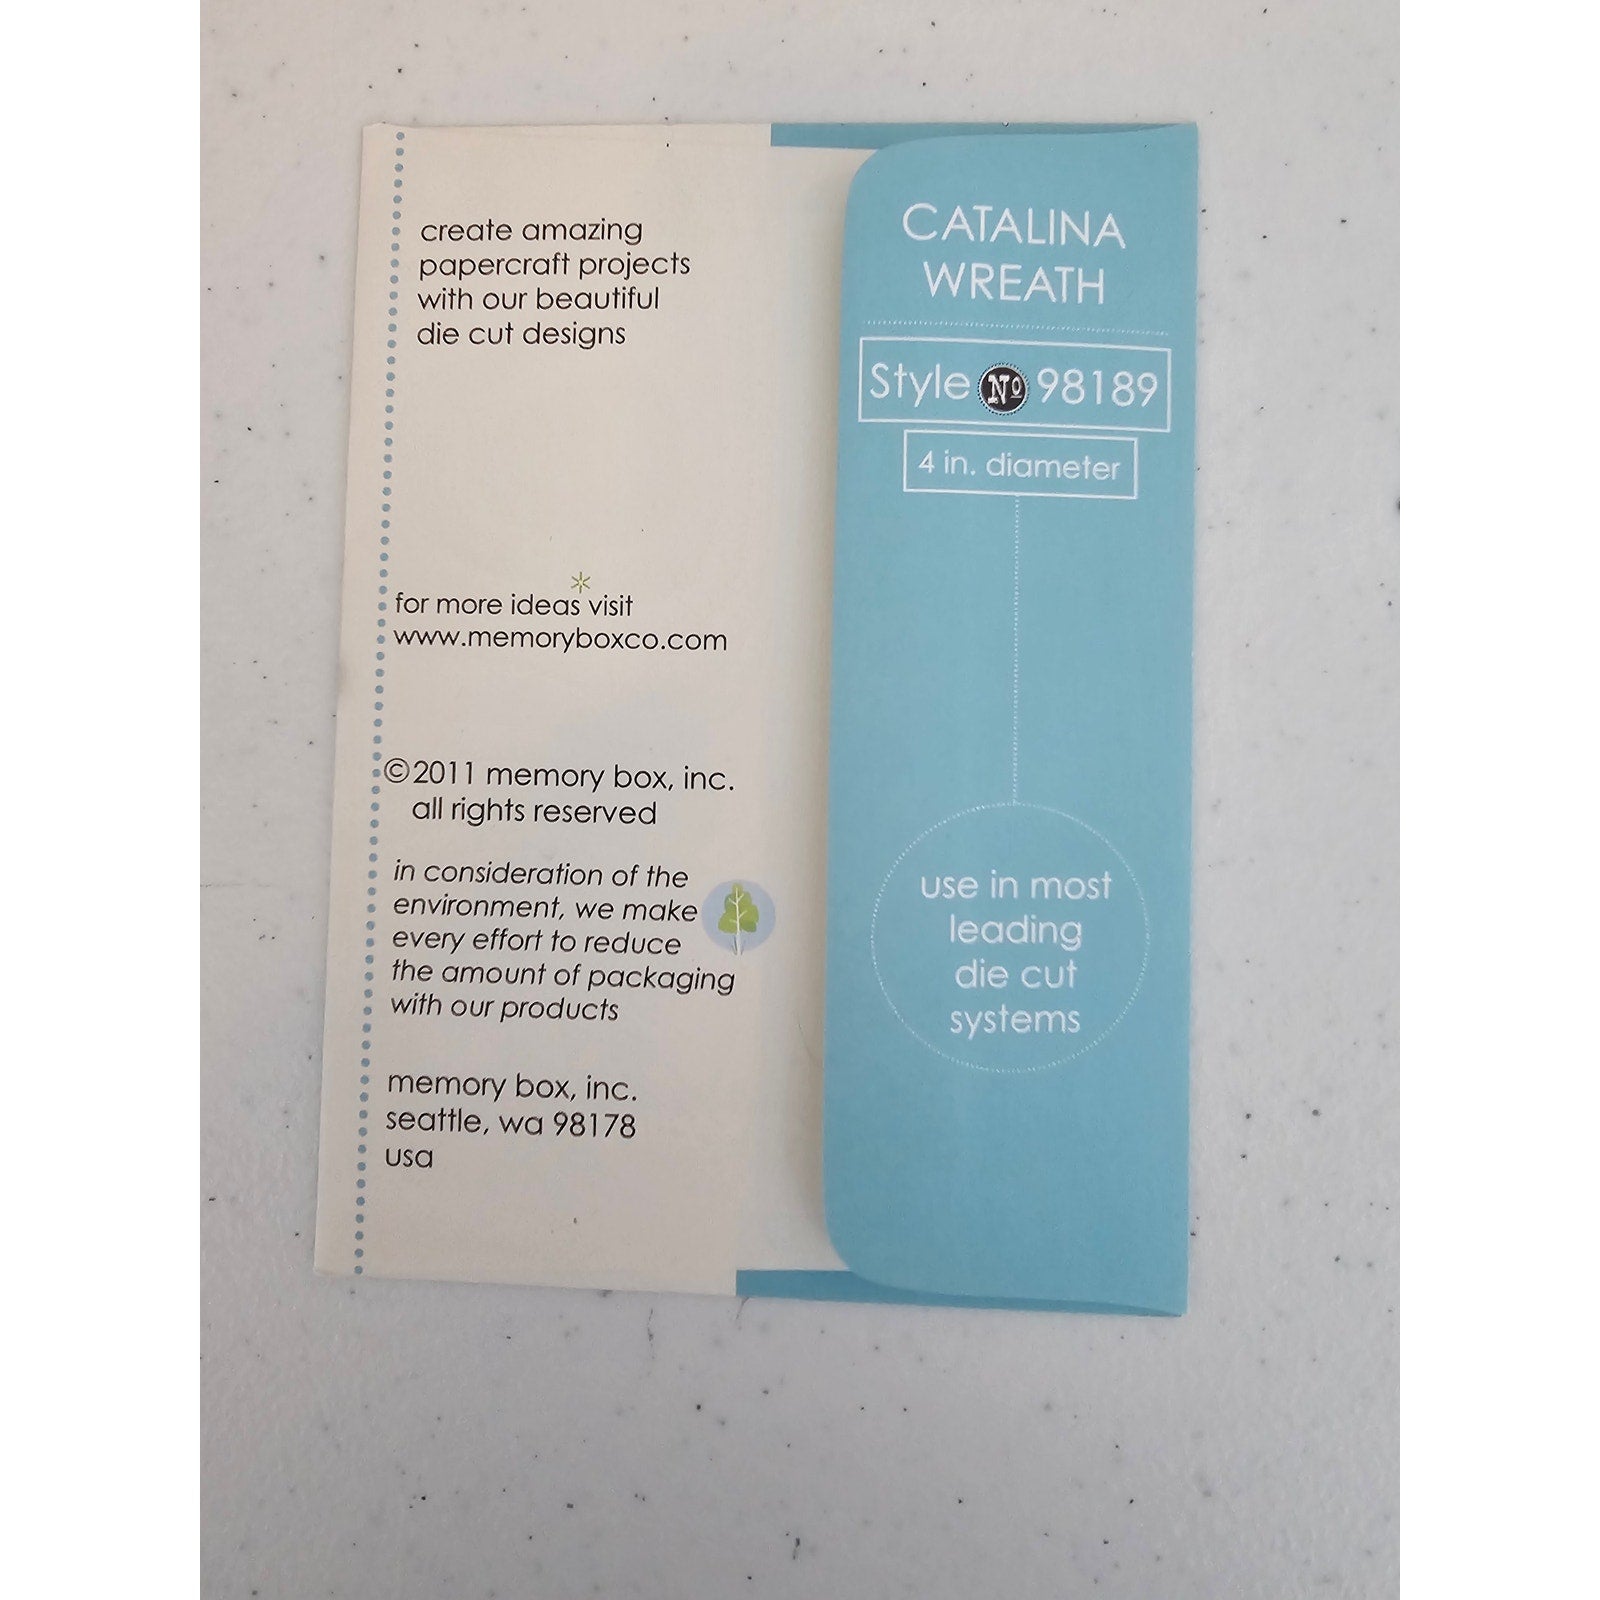 create amazing
papercraft projects
with our beautiful
die cut designs
for more ideas visit
www.memoryboxco.com
©2011 memory box, inc.
all rights reserved
in consideration of the
environment, we make
every effort to reduce
the amount of packaging
with our products
memory box, inc.
seattle, wa 98178
usa
CATALINA
WREATH
Style No 98189
4 in. diameter
use in most
leading
die cut
systems